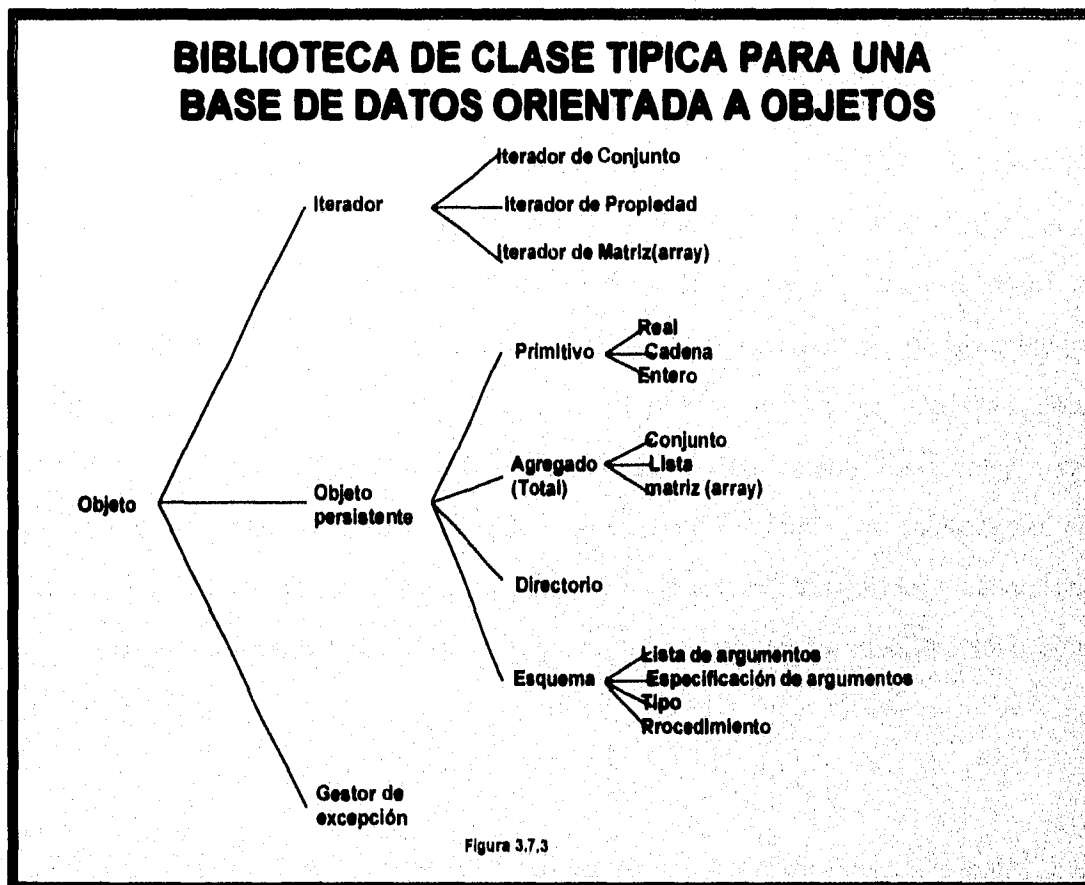 BIBLIOTECA DE CLASE TIPICA PARA UNA
BASE DE DATOS ORIENTADA A OBJETOS
Iterador de Conjunto
Iterador
Iterador de Propiedad
Iterador de Matriz(array)
Real
Primitivo
Cadena
Entero
Conjunto
Agregado
(Total)
Lista
matriz (array)
Objeto
Objeto
persistente
Directorio
Lista de argumentos
Esquema
Especificación de argumentos
Tipo
Rrocedimiento
Gestor de
excepción
Figura 3.7,3